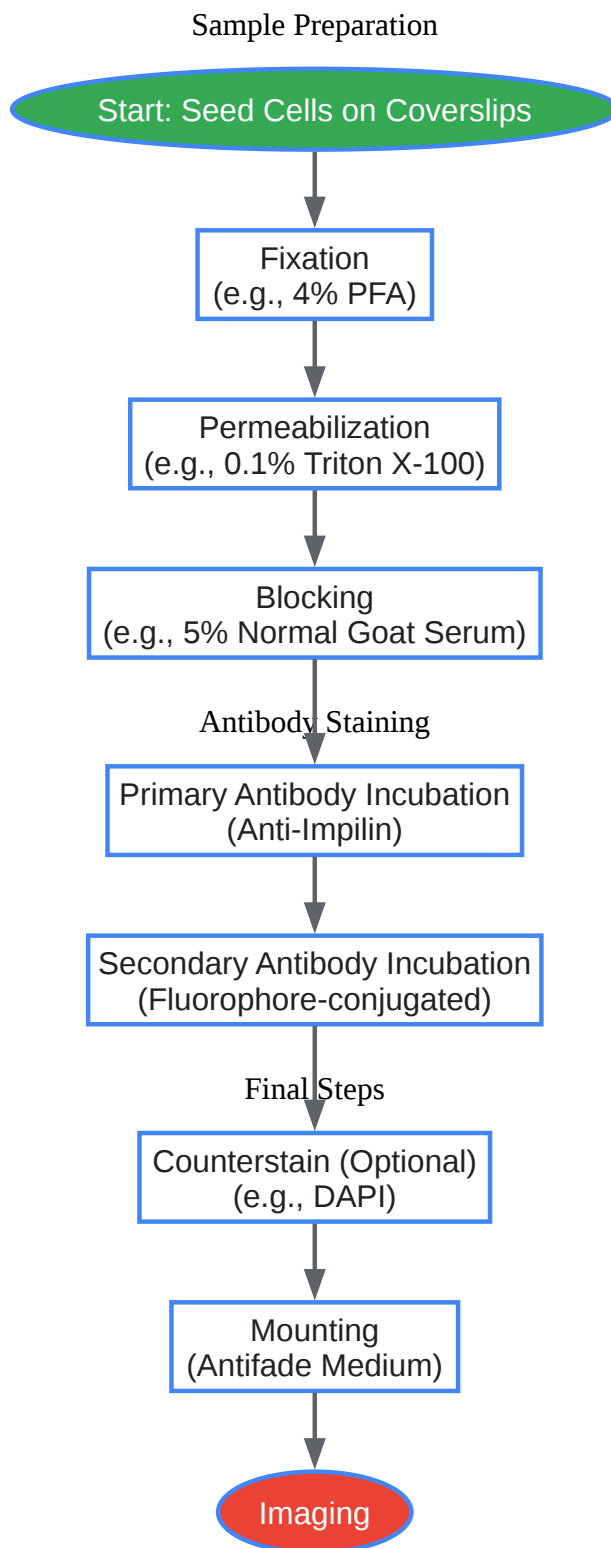 Sample Preparation
Start: Seed Cells on Coverslips
Fixation
(e.g., 4% PFA)
Permeabilization
(e.g., 0.1% Triton X-100)
Blocking
(e.g., 5% Normal Goat Serum)
Antibody Staining
Primary Antibody Incubation
(Anti-Impilin)
Secondary Antibody Incubation
(Fluorophore-conjugated)
Final Steps
Counterstain (Optional)
(e.g., DAPI)
Mounting
(Antifade Medium)
Imaging